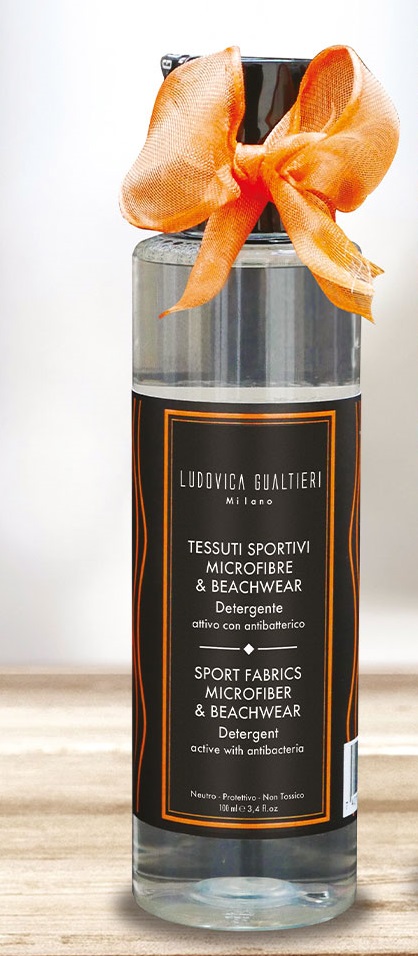 LUDOVICA GUALTIERI
Milano
TESSUTI SPORTIVI
MICROFIBRE
& BEACHWEAR
Detergente
attivo con antibatterico
SPORT FABRICS
MICROFIBER
& BEACHWEAR
Detergent
active with antibacteria
Neutro - Protettivo - Non Tossico
100 ml ℮ 3,4 fl.oz